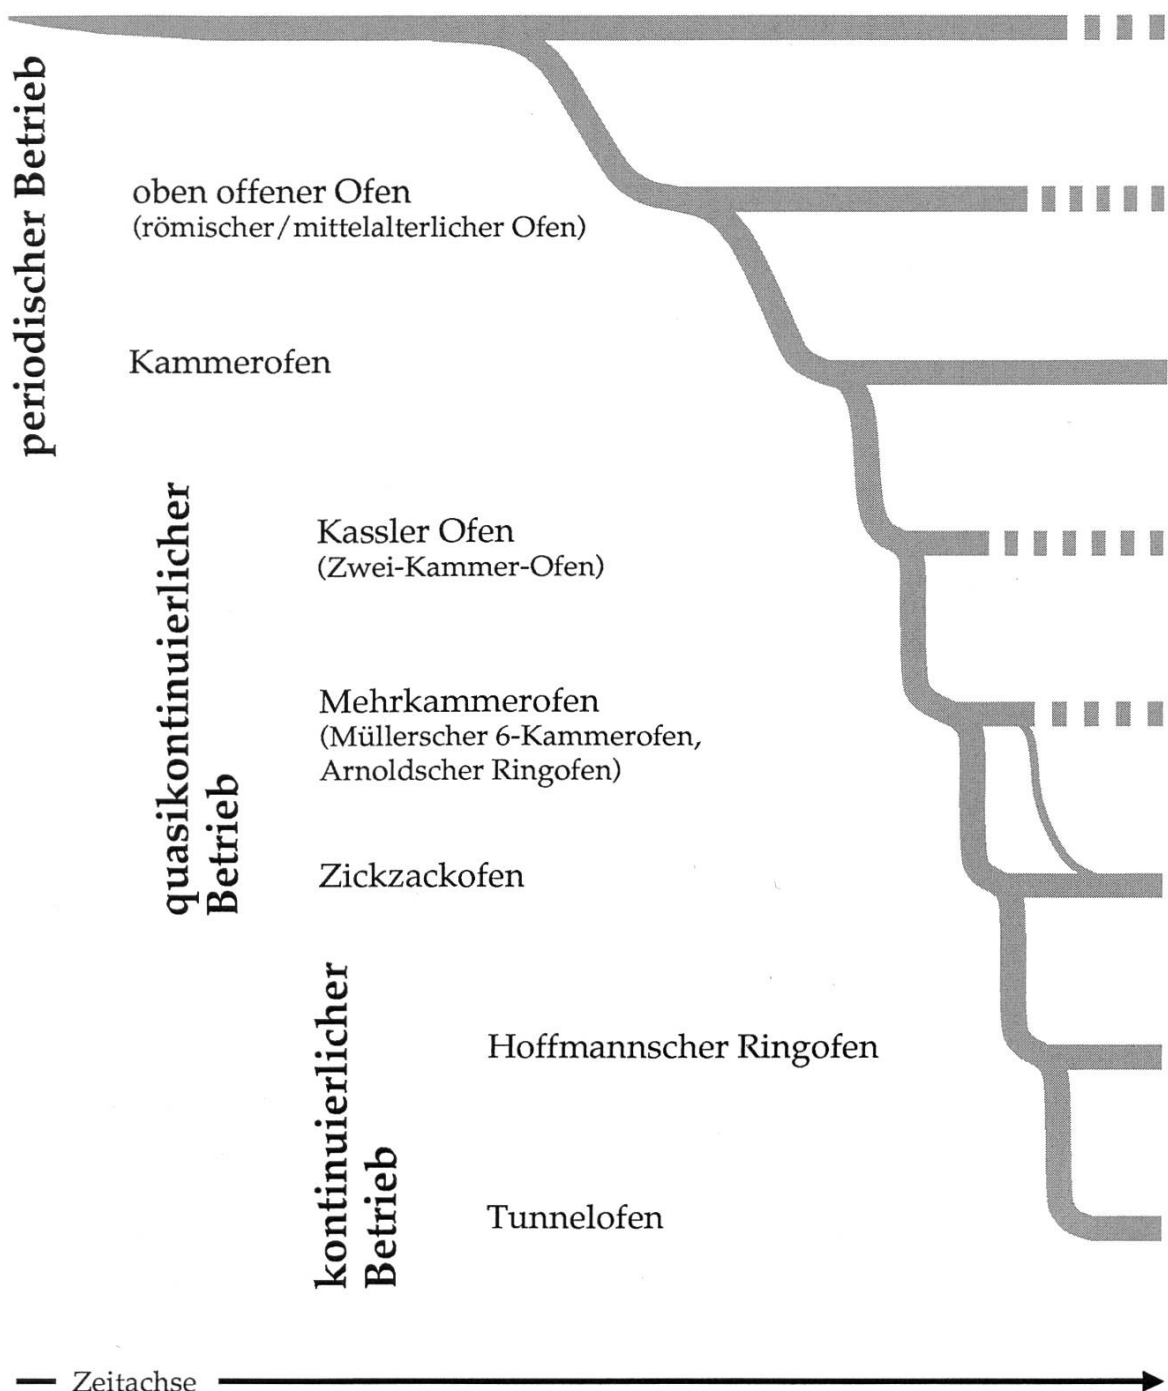 periodischer Betrieb
oben offener Ofen
(römischer/mittelalterlicher Ofen)
Kammerofen
quasikontinuierlicher
Betrieb
Kassler Ofen
(Zwei-Kammer-Ofen)
Mehrkammerofen
(Müllerscher 6-Kammerofen,
Arnoldscher Ringofen)
Zickzackofen
kontinuierlicher
Betrieb
Hoffmannscher Ringofen
Tunnelofen
Zeitachse